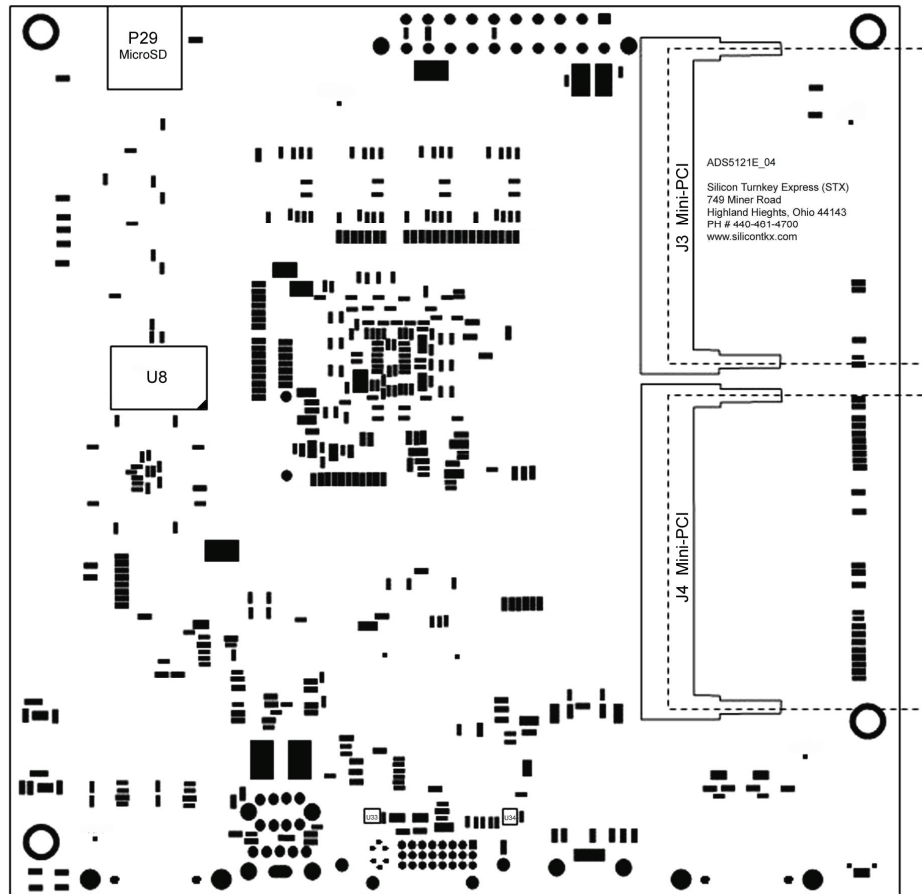 P29
MicroSD
J3 Mini-PCI
ADS5121E_04
Silicon Turnkey Express (STX)
749 Miner Road
Highland Hieghts, Ohio 44143
PH # 440-461-4700
www.silicontkx.com
U8
J4 Mini-PCI
U33
U34